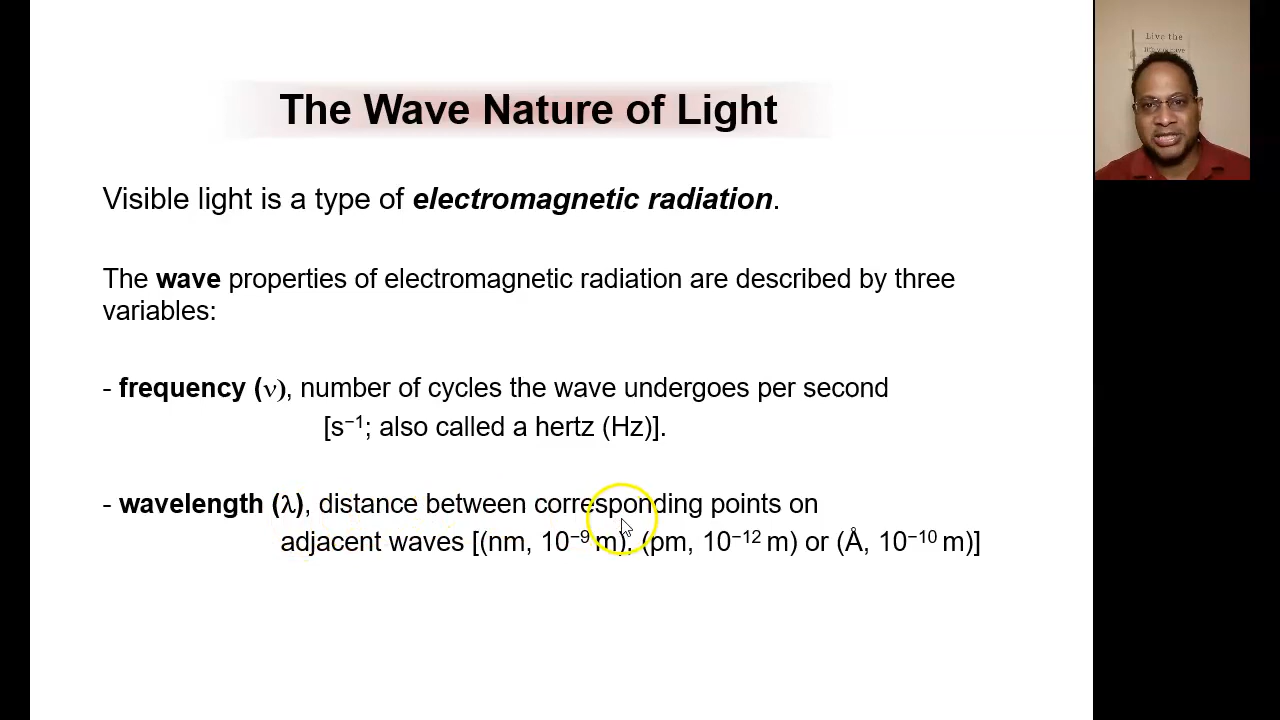 The Wave Nature of Light
Live the
Visible light is a type of electromagnetic radiation.
The wave properties of electromagnetic radiation are described by three
variables:
- frequency (ν), number of cycles the wave undergoes per second
[s⁻¹; also called a hertz (Hz)].
- wavelength (λ), distance between corresponding points on
adjacent waves [(nm, 10⁻⁹ m), (pm, 10⁻¹² m) or (Å, 10⁻¹⁰ m)]